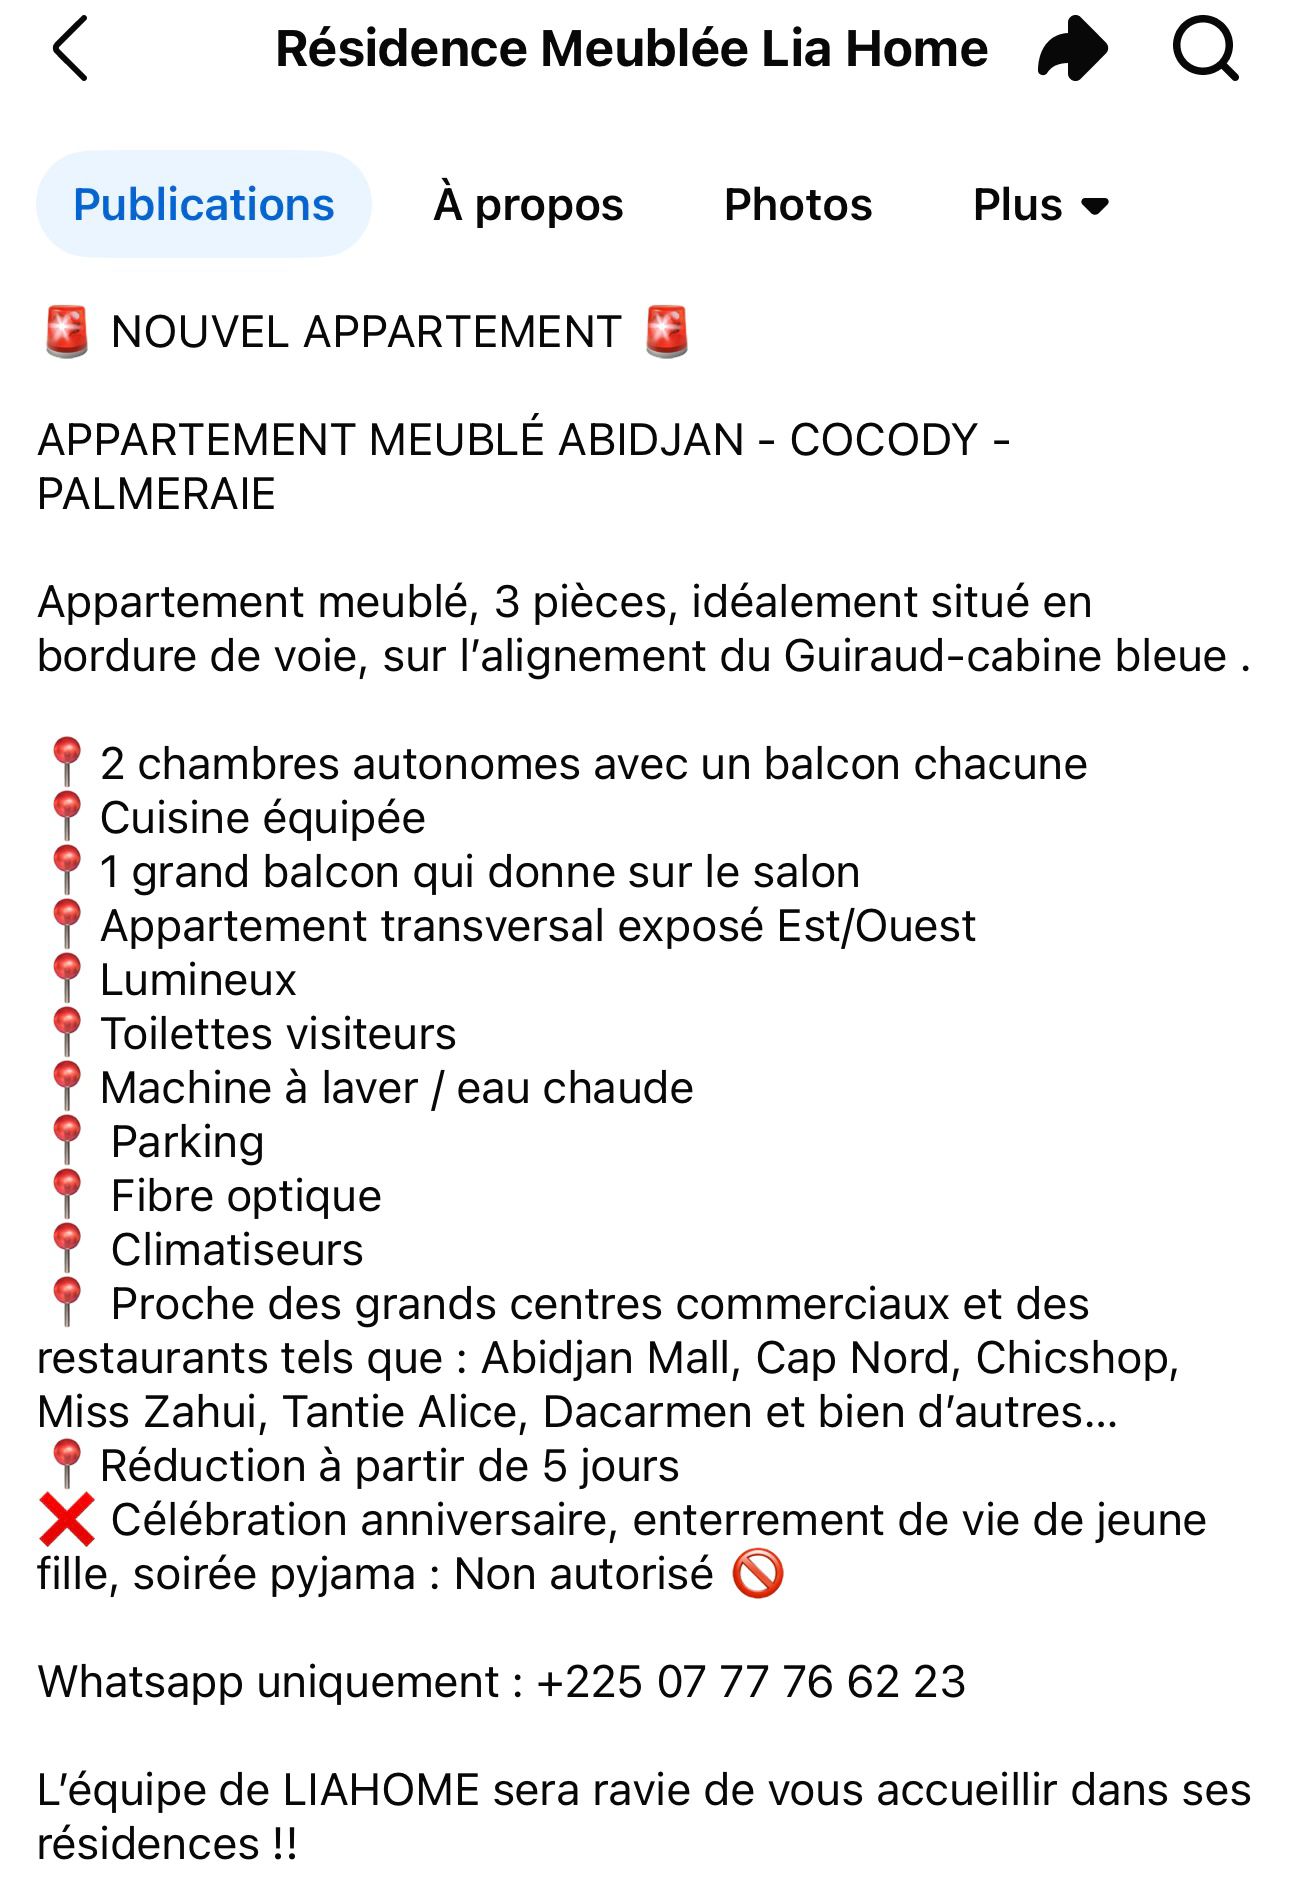 Résidence Meublée Lia Home
Publications À propos Photos Plus
🚨 NOUVEL APPARTEMENT 🚨
APPARTEMENT MEUBLÉ ABIDJAN - COCODY -
PALMERAIE
Appartement meublé, 3 pièces, idéalement situé en
bordure de voie, sur l’alignement du Guiraud-cabine bleue .
📍2 chambres autonomes avec un balcon chacune
📍Cuisine équipée
📍1 grand balcon qui donne sur le salon
📍Appartement transversal exposé Est/Ouest
📍Lumineux
📍Toilettes visiteurs
📍Machine à laver / eau chaude
📍 Parking
📍 Fibre optique
📍 Climatiseurs
📍 Proche des grands centres commerciaux et des
restaurants tels que : Abidjan Mall, Cap Nord, Chicshop,
Miss Zahui, Tantie Alice, Dacarmen et bien d’autres...
📍Réduction à partir de 5 jours
❌ Célébration anniversaire, enterrement de vie de jeune
fille, soirée pyjama : Non autorisé 🚫
Whatsapp uniquement : +225 07 77 76 62 23
L’équipe de LIAHOME sera ravie de vous accueillir dans ses
résidences !!